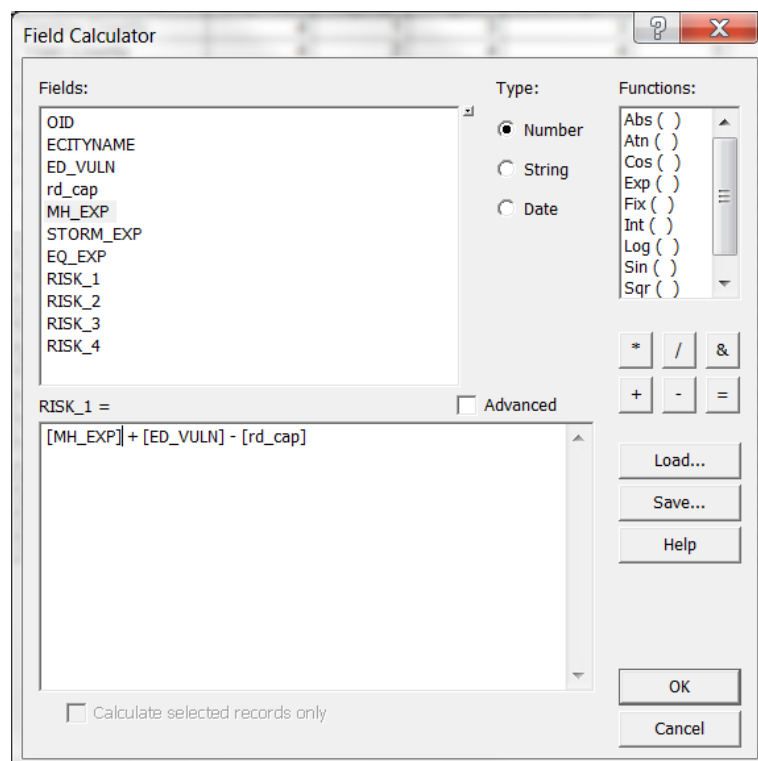 Field Calculator
?
X
Fields:
OID
ECITYNAME
ED_VULN
rd_cap
MH_EXP
STORM_EXP
EQ_EXP
RISK_1
RISK_2
RISK_3
RISK_4
Type:
Number
String
Date
Functions:
Abs ( )
Atn ( )
Cos ( )
Exp ( )
Fix ( )
Int ( )
Log ( )
Sin ( )
Sqr ( )
* / &
+ - =
RISK_1 =
Advanced
[MH_EXP] + [ED_VULN] - [rd_cap]
Load...
Save...
Help
Calculate selected records only
OK
Cancel